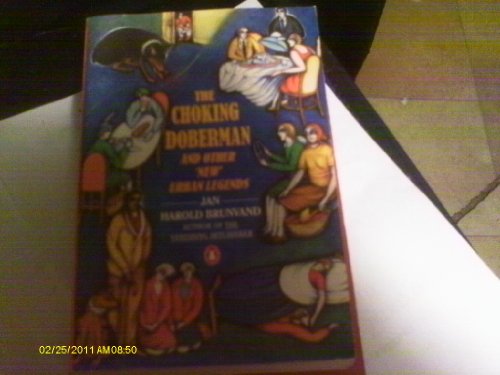 THE
CHOKING
DOBERMAN
AND OTHER
"NEW"
URBAN LEGENDS
JAN
HAROLD BRUNVAND
AUTHOR OF THE
VANISHING HITCHHIKER
02/25/2011 AM08:50